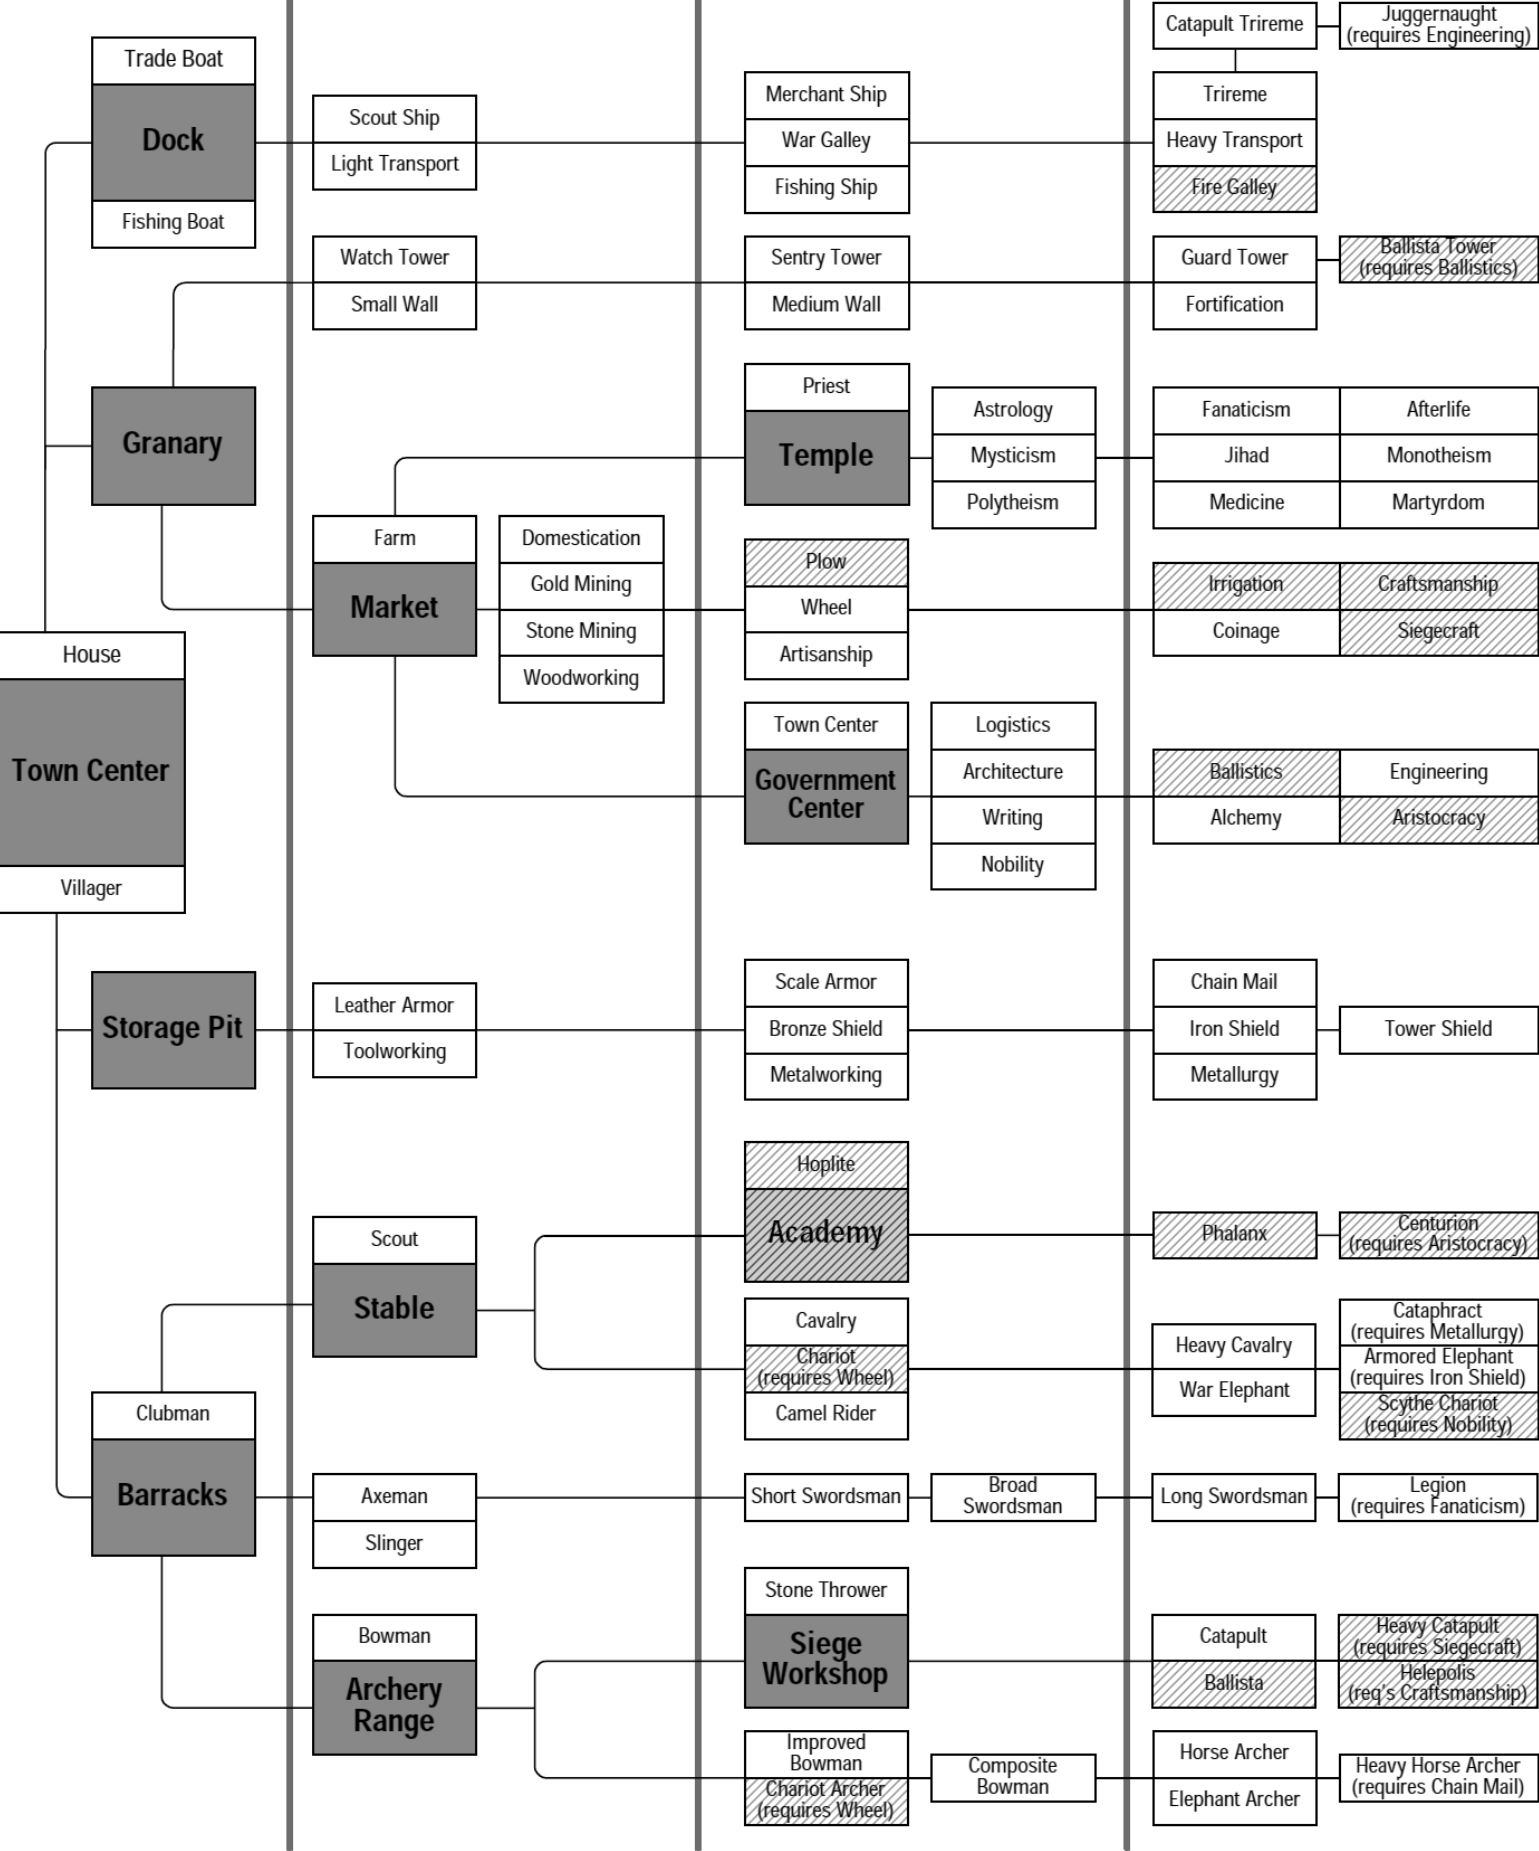 Trade Boat
Dock
Fishing Boat
Scout Ship
Light Transport
Merchant Ship
War Galley
Fishing Ship
Catapult Trireme
Juggernaught
(requires Engineering)
Trireme
Heavy Transport
Fire Galley
Watch Tower
Small Wall
Sentry Tower
Medium Wall
Guard Tower
Fortification
Ballista Tower
(requires Ballistics)
Granary
Priest
Temple
Astrology
Mysticism
Polytheism
Fanaticism
Afterlife
Jihad
Monotheism
Medicine
Martyrdom
Farm
Market
Domestication
Gold Mining
Stone Mining
Woodworking
Plow
Wheel
Artisanship
Irrigation
Craftsmanship
Coinage
Siegecraft
House
Town Center
Villager
Town Center
Government
Center
Logistics
Architecture
Writing
Nobility
Ballistics
Engineering
Alchemy
Aristocracy
Storage Pit
Leather Armor
Toolworking
Scale Armor
Bronze Shield
Metalworking
Chain Mail
Iron Shield
Metallurgy
Tower Shield
Scout
Stable
Hoplite
Academy
Phalanx
Centurion
(requires Aristocracy)
Cavalry
Chariot
(requires Wheel)
Camel Rider
Heavy Cavalry
War Elephant
Cataphract
(requires Metallurgy)
Armored Elephant
(requires Iron Shield)
Scythe Chariot
(requires Nobility)
Clubman
Barracks
Axeman
Slinger
Short Swordsman
Broad
Swordsman
Long Swordsman
Legion
(requires Fanaticism)
Bowman
Archery
Range
Stone Thrower
Siege
Workshop
Catapult
Ballista
Heavy Catapult
(requires Siegecraft)
Helepolis
(req's Craftsmanship)
Improved
Bowman
Chariot Archer
(requires Wheel)
Composite
Bowman
Horse Archer
Elephant Archer
Heavy Horse Archer
(requires Chain Mail)